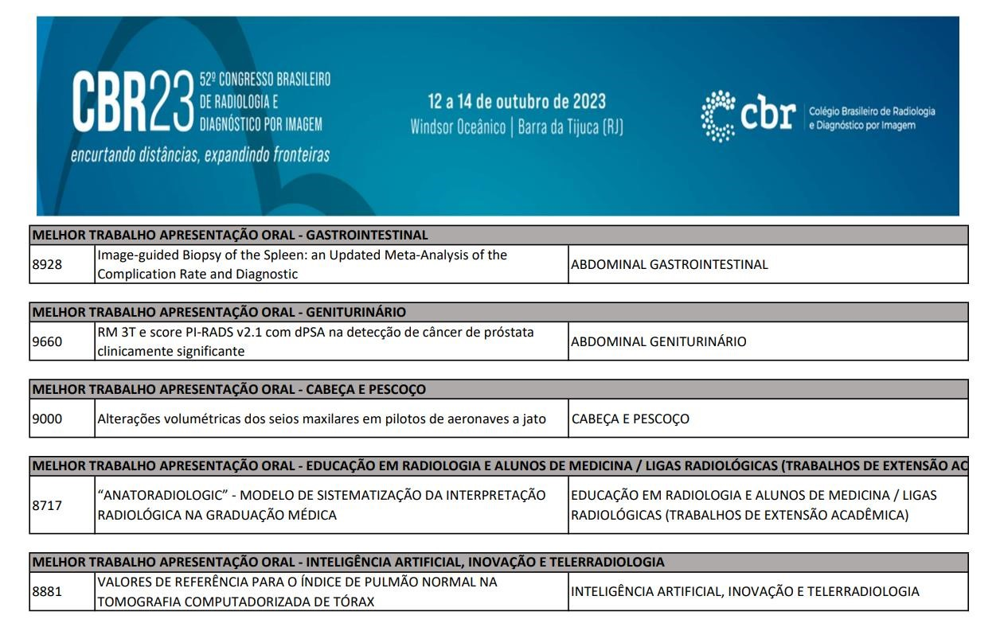 CBR23 52º CONGRESSO BRASILEIRO
DE RADIOLOGIA E
DIAGNÓSTICO POR IMAGEM
encurtando distâncias, expandindo fronteiras
12 a 14 de outubro de 2023
Windsor Oceânico | Barra da Tijuca (RJ)
cbr
Colégio Brasileiro de Radiologia
e Diagnóstico por Imagem
MELHOR TRABALHO APRESENTAÇÃO ORAL - GASTROINTESTINAL
8928
Image-guided Biopsy of the Spleen: an Updated Meta-Analysis of the
Complication Rate and Diagnostic
ABDOMINAL GASTROINTESTINAL
MELHOR TRABALHO APRESENTAÇÃO ORAL - GENITURINÁRIO
9660
RM 3T e score PI-RADS v2.1 com dPSA na detecção de câncer de próstata
clinicamente significante
ABDOMINAL GENITURINÁRIO
MELHOR TRABALHO APRESENTAÇÃO ORAL - CABEÇA E PESCOÇO
9000
Alterações volumétricas dos seios maxilares em pilotos de aeronaves a jato
CABEÇA E PESCOÇO
MELHOR TRABALHO APRESENTAÇÃO ORAL - EDUCAÇÃO EM RADIOLOGIA E ALUNOS DE MEDICINA / LIGAS RADIOLÓGICAS (TRABALHOS DE EXTENSÃO AC
8717
“ANATORADIOLOGIC” - MODELO DE SISTEMATIZAÇÃO DA INTERPRETAÇÃO
RADIOLÓGICA NA GRADUAÇÃO MÉDICA
EDUCAÇÃO EM RADIOLOGIA E ALUNOS DE MEDICINA / LIGAS
RADIOLÓGICAS (TRABALHOS DE EXTENSÃO ACADÊMICA)
MELHOR TRABALHO APRESENTAÇÃO ORAL - INTELIGÊNCIA ARTIFICIAL, INOVAÇÃO E TELERRADIOLOGIA
8881
VALORES DE REFERÊNCIA PARA O ÍNDICE DE PULMÃO NORMAL NA
TOMOGRAFIA COMPUTADORIZADA DE TÓRAX
INTELIGÊNCIA ARTIFICIAL, INOVAÇÃO E TELERRADIOLOGIA